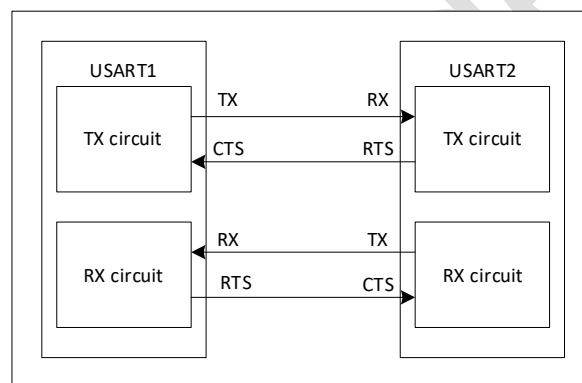 USART1 USART2
TX RX
TX circuit TX circuit
CTS RTS
RX TX
RX circuit RX circuit
RTS CTS